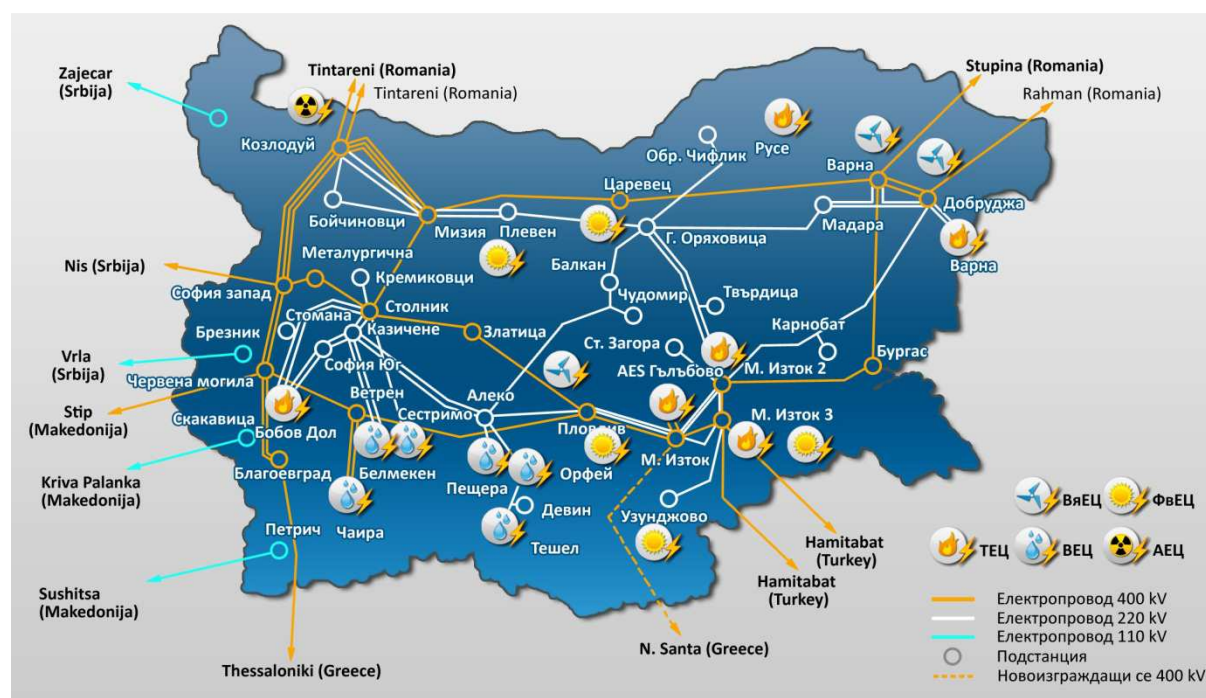 Zajecar
(Srbija)
Tintareni (Romania)
Tintareni (Romania)
Stupina (Romania)
Rahman (Romania)
Козлодуй
Обр. Чифлик
Русе
Варна
Царевец
Добруджа
Бойчиновци
Мизия
Плевен
Г. Оряховица
Мадара
Варна
Металургична
Кремиковци
Балкан
Nis (Srbija)
София запад
Столник
Чудомир
Твърдица
Стомана
Казичене
Златица
Карнобат
Брезник
Ст. Загора
Бургас
Vrla
(Srbija)
София Юг
AES Гълъбово
М. Изток 2
Червена могила
Ветрен
Алеко
Stip
(Makedonija)
Скакавица
Бобов Дол
Сестримо
Пловдив
М. Изток 3
Благоевград
Белмекен
Пещера
Орфей
М. Изток
Kriva Palanka
(Makedonija)
Чаира
Девин
Узунджово
Петрич
Тешел
Hamitabat
(Turkey)
Sushitsa
(Makedonija)
Hamitabat
(Turkey)
N. Santa (Greece)
Thessaloniki (Greece)
ВяЕЦ
ФвЕЦ
ТЕЦ
ВЕЦ
АЕЦ
Електропровод 400 kV
Електропровод 220 kV
Електропровод 110 kV
Подстанция
Новоизграждащи се 400 kV